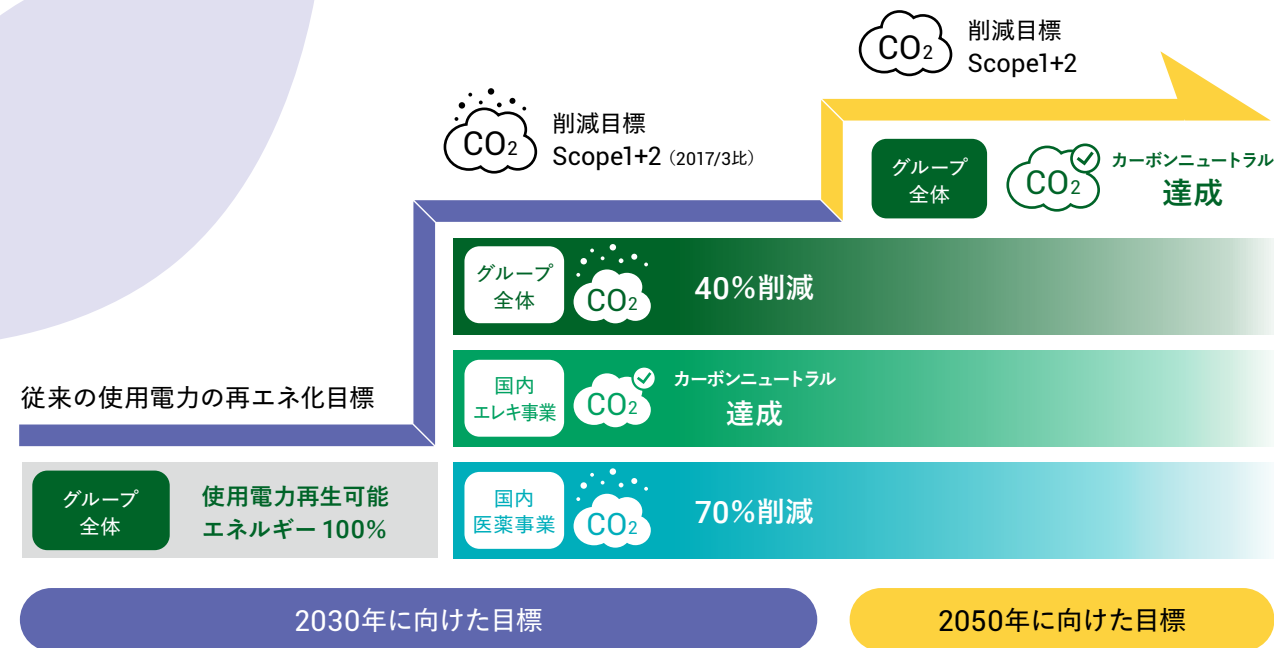 CO2
削減目標
Scope1+2
CO2
削減目標
Scope1+2（2017/3比）
グループ
全体
CO2
カーボンニュートラル
達成
グループ
全体
CO2
40%削減
従来の使用電力の再エネ化目標
国内
エレキ事業
CO2
カーボンニュートラル
達成
グループ
全体
使用電力再生可能
エネルギー 100%
国内
医薬事業
CO2
70%削減
2030年に向けた目標
2050年に向けた目標